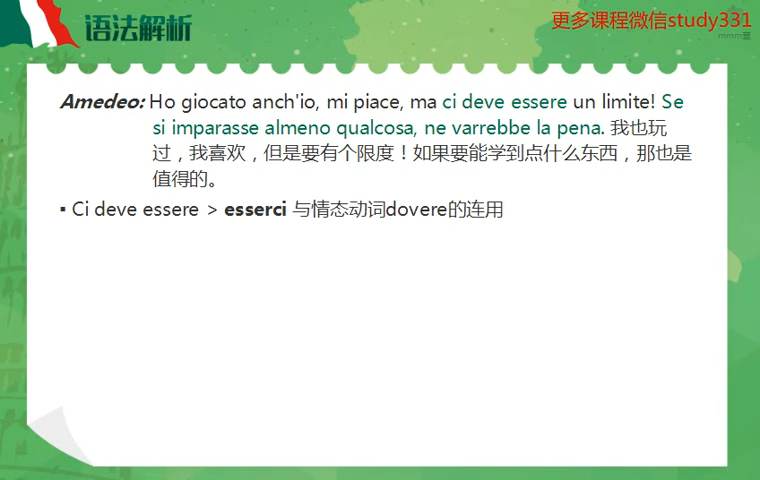 语法解析
更多课程微信study331
Amedeo: Ho giocato anch'io, mi piace, ma ci deve essere un limite! Se
si imparasse almeno qualcosa, ne varrebbe la pena. 我也玩
过，我喜欢，但是要有个限度！如果要能学到点什么东西，那也是
值得的。
▪ Ci deve essere > esserci 与情态动词dovere的连用